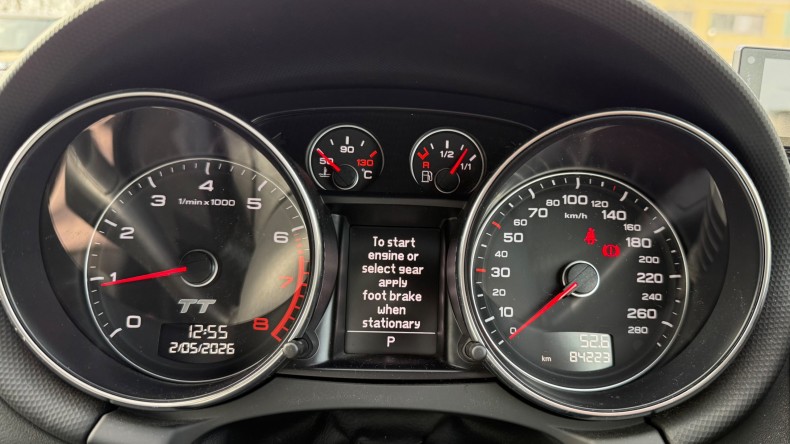 0
1
2
3
4
5
6
7
8
1/min x 1000
TT
12:55
2/05/2026
50
90
130
°C
R
1/2
1/1
To start
engine or
select gear
apply
foot brake
when
stationary
P
0
10
20
30
40
50
60
70
80
100
120
140
160
180
200
220
240
260
280
km/h
52.6
km 84223